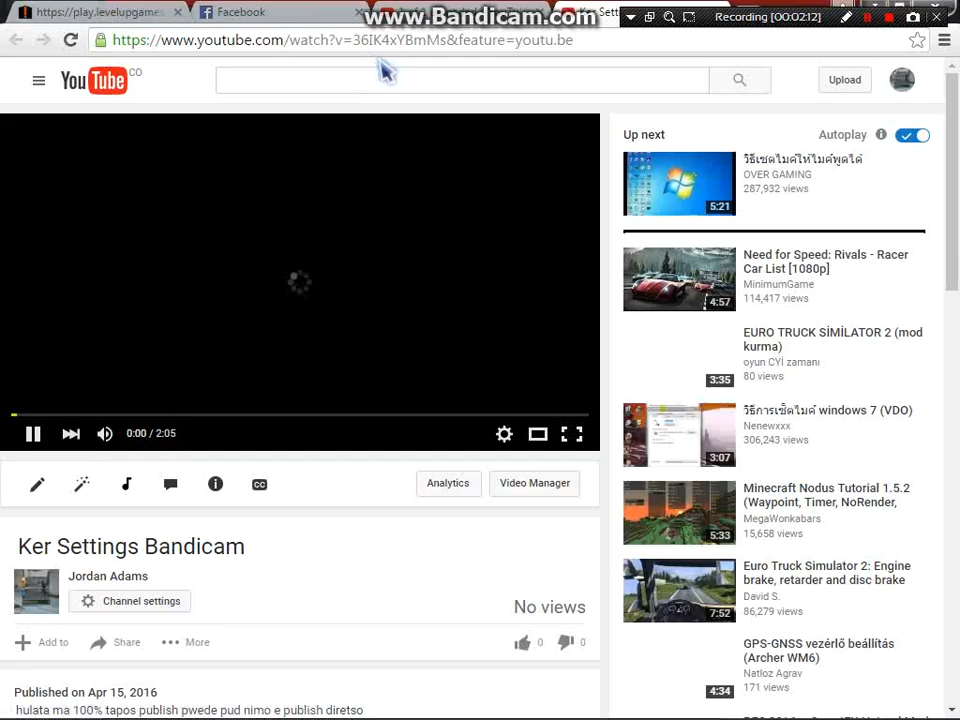 https://play.levelupgames
Facebook
www.Bandicam.com
Recording [00:02:12]
https://www.youtube.com/watch?v=36IK4xYBmMs&feature=youtu.be
YouTube CO
Upload
Up next
Autoplay
วิธีเซตไมค์ให้ไมค์พูดได้
OVER GAMING
287,932 views
5:21
Need for Speed: Rivals - Racer
Car List [1080p]
MinimumGame
114,417 views
4:57
EURO TRUCK SİMİLATOR 2 (mod
kurma)
oyun CYİ zamanı
80 views
3:35
วิธีการเซ็ตไมค์ windows 7 (VDO)
Nenewxxx
306,243 views
3:07
Minecraft Nodus Tutorial 1.5.2
(Waypoint, Timer, NoRender,
MegaWonkabars
15,658 views
5:33
Euro Truck Simulator 2: Engine
brake, retarder and disc brake
David S.
86,279 views
7:52
GPS-GNSS vezérlő beállítás
(Archer WM6)
Natloz Agrav
171 views
4:34
0:00 / 2:05
CC
Analytics
Video Manager
Ker Settings Bandicam
Jordan Adams
Channel settings
No views
Add to
Share
More
0
0
Published on Apr 15, 2016
hulata ma 100% tapos publish pwede pud nimo e publish diretso